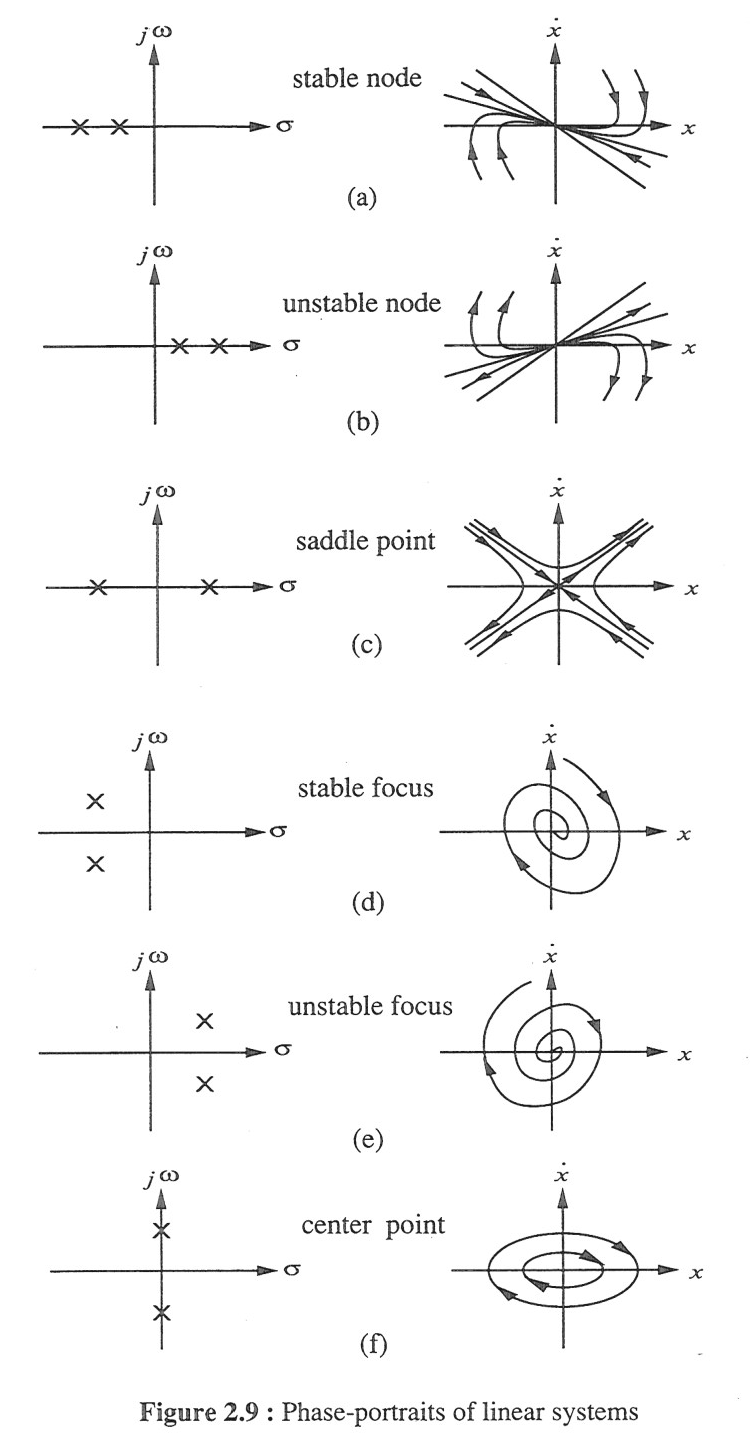 jω
ẋ
stable node
σ
x
(a)
jω
ẋ
unstable node
σ
x
(b)
jω
ẋ
saddle point
σ
x
(c)
jω
ẋ
stable focus
σ
x
(d)
jω
ẋ
unstable focus
σ
x
(e)
jω
ẋ
center point
σ
x
(f)
Figure 2.9 : Phase-portraits of linear systems